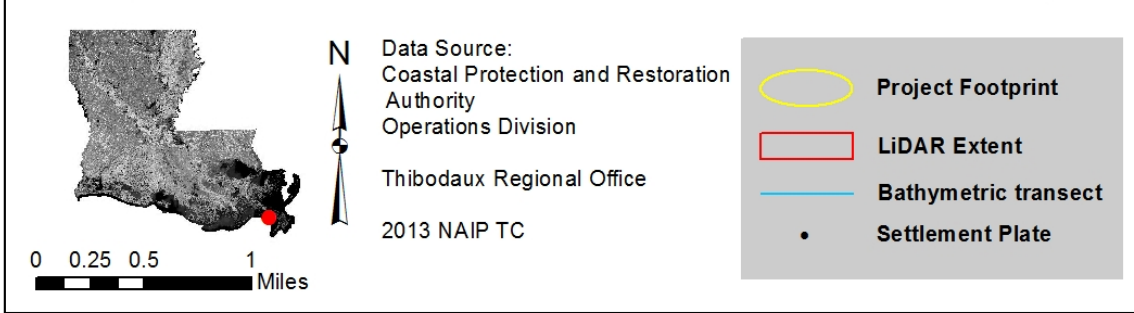 N
Data Source:
Coastal Protection and Restoration
Authority
Operations Division
Thibodaux Regional Office
2013 NAIP TC
0 0.25 0.5 1
Miles
Project Footprint
LiDAR Extent
Bathymetric transect
Settlement Plate